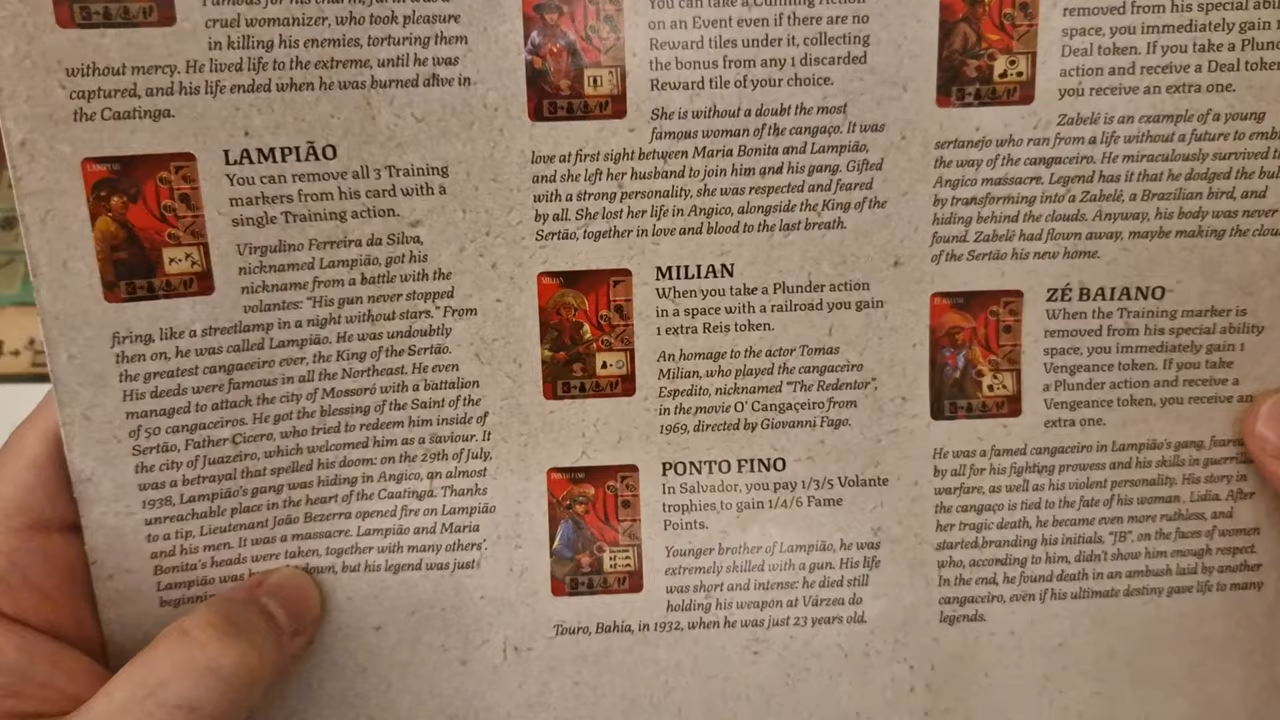 cruel womanizer, who took pleasure
in killing his enemies, torturing them
without mercy. He lived life to the extreme, until he was
captured, and his life ended when he was burned alive in
the Caatinga.
LAMPIÃO
LAMPIÃO
You can remove all 3 Training
markers from his card with a
single Training action.
Virgulino Ferreira da Silva,
nicknamed Lampião, got his
nickname from a battle with the
volantes: "His gun never stopped
firing, like a streetlamp in a night without stars." From
then on, he was called Lampião. He was undoubtly
the greatest cangaceiro ever, the King of the Sertão.
His deeds were famous in all the Northeast. He even
managed to attack the city of Mossoró with a battalion
of 50 cangaceiros. He got the blessing of the Saint of the
Sertão, Father Cicero, who tried to redeem him inside of
the city of Juazeiro, which welcomed him as a saviour. It
was a betrayal that spelled his doom: on the 29th of July,
1938, Lampião's gang was hiding in Angico, an almost
unreachable place in the heart of the Caatinga. Thanks
to a tip, Lieutenant João Bezerra opened fire on Lampião
and his men. It was a massacre. Lampião and Maria
Bonita's heads were taken, together with many others'.
Lampião was down, but his legend was just
You can take a Cunning Action
on an Event even if there are no
Reward tiles under it, collecting
the bonus from any 1 discarded
Reward tile of your choice.
She is without a doubt the most
famous woman of the cangaço. It was
love at first sight between Maria Bonita and Lampião,
and she left her husband to join him and his gang. Gifted
with a strong personality, she was respected and feared
by all. She lost her life in Angico, alongside the King of the
Sertão, together in love and blood to the last breath.
MILIAN
MILIAN
When you take a Plunder action
in a space with a railroad you gain
1 extra Reis token.
An homage to the actor Tomas
Milian, who played the cangaceiro
Espedito, nicknamed "The Redentor",
in the movie O' Cangaçeiro from
1969, directed by Giovanni Fago.
PONTO FINO
PONTO FINO
In Salvador, you pay 1/3/5 Volante
trophies to gain 1/4/6 Fame
Points.
Younger brother of Lampião, he was
extremely skilled with a gun. His life
was short and intense: he died still
holding his weapon at Várzea do
Touro, Bahia, in 1932, when he was just 23 years old.
removed from his special
space, you immediately gain 1
Deal token. If you take a
action and receive a Deal
you receive an extra one.
Zabelê is an example of a young
sertanejo who ran from a life without a future to
the way of the cangaceiro. He miraculously survived
Angico massacre. Legend has it that he dodged the
by transforming into a Zabelê, a Brazilian bird, and
hiding behind the clouds. Anyway, his body was never
found. Zabelê had flown away, maybe making the
of the Sertão his new home.
ZÉ BAIANO
ZÉ BAIANO
When the Training marker is
removed from his special ability
space, you immediately gain 1
Vengeance token. If you take
a Plunder action and receive a
Vengeance token, you receive an
extra one.
He was a famed cangaceiro in Lampião's gang,
by all for his fighting prowess and his skills in
warfare, as well as his violent personality. His story in
the cangaço is tied to the fate of his woman, Lidia. After
her tragic death, he became even more ruthless, and
started branding his initials, "JB", on the faces of women
who, according to him, didn't show him enough respect.
In the end, he found death in an ambush laid by another
cangaceiro, even if his ultimate destiny gave life to many
legends.